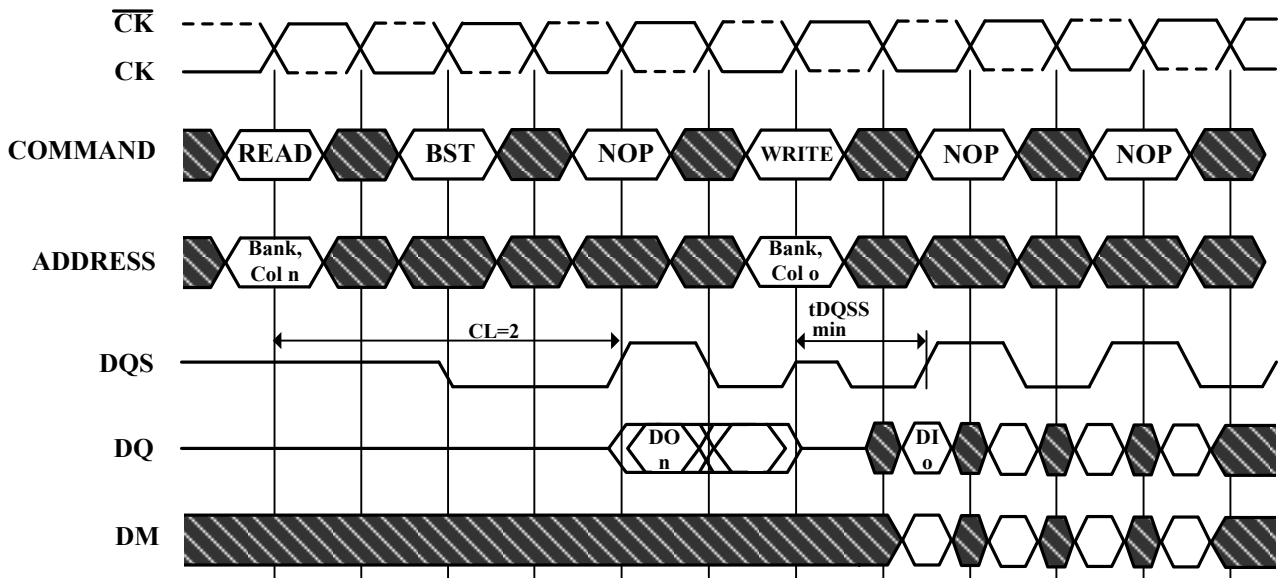 C̅K̅
CK
COMMAND READ BST NOP WRITE NOP NOP
ADDRESS Bank, Col n Bank, Col o
CL=2 tDQSS min
DQS
DQ DO n DI o
DM